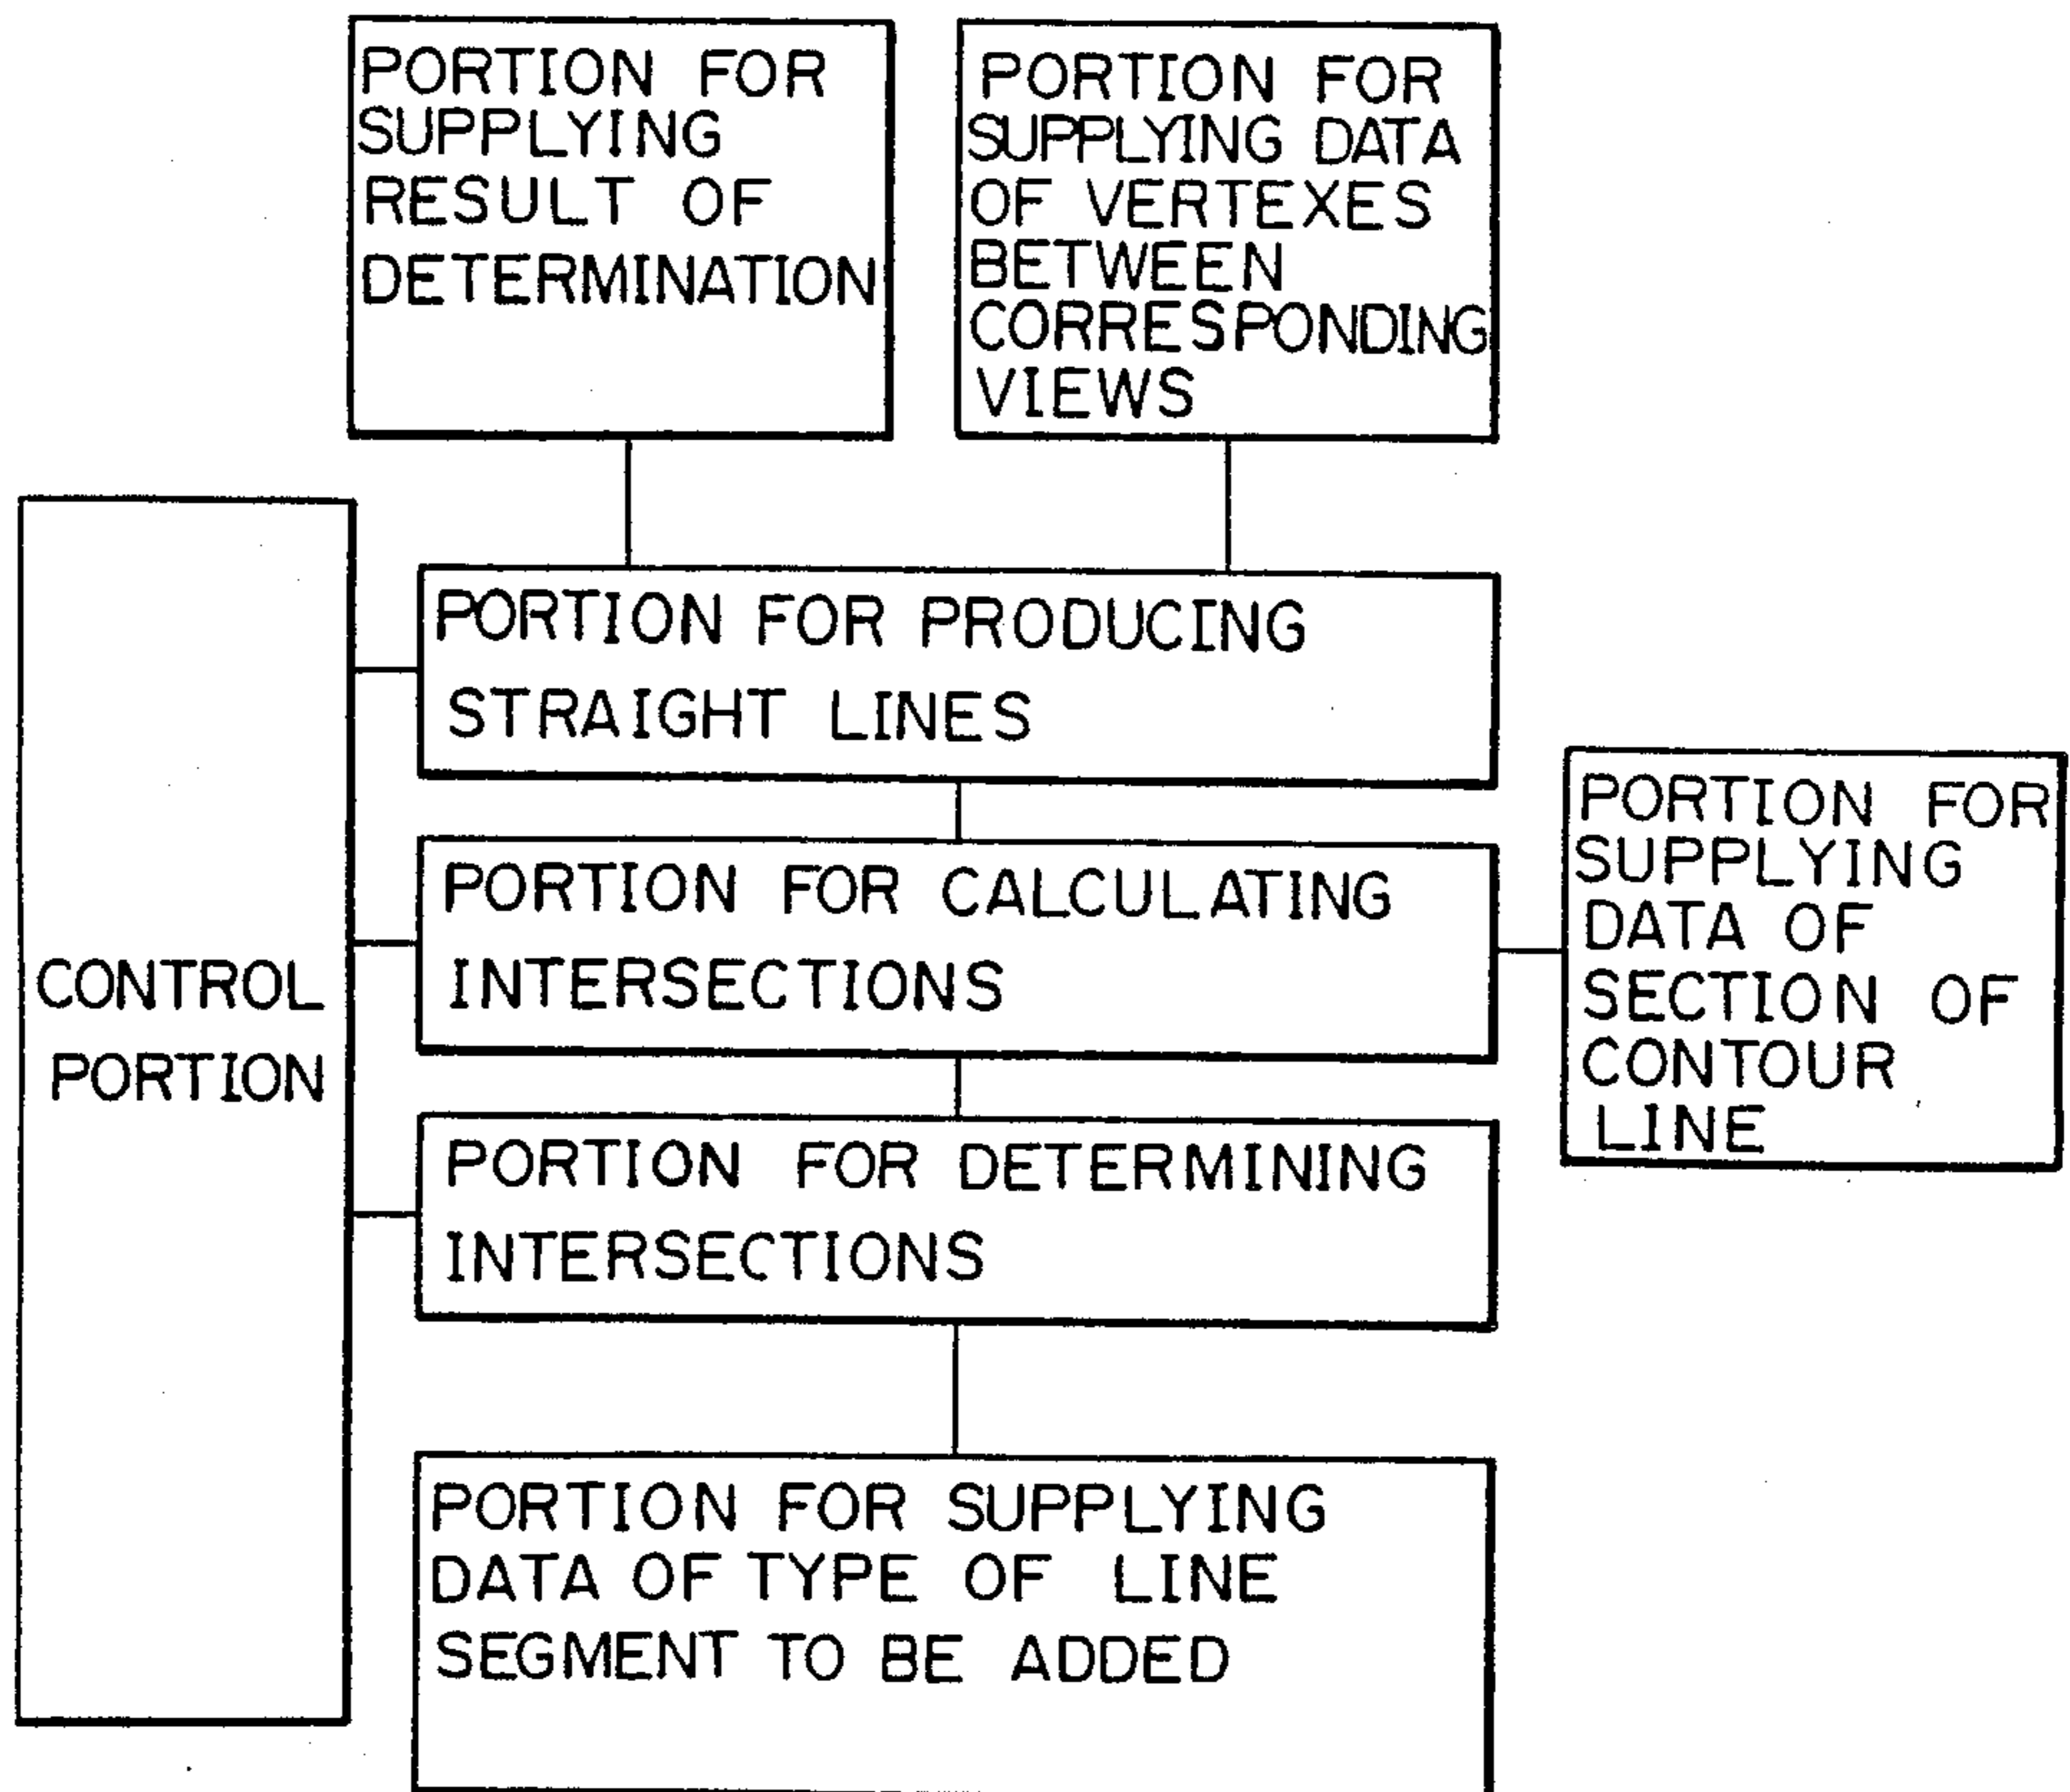 PORTION FOR
SUPPLYING
RESULT OF
DETERMINATION
PORTION FOR
SUPPLYING DATA
OF VERTEXES
BETWEEN
CORRESPONDING
VIEWS
CONTROL
PORTION
PORTION FOR PRODUCING
STRAIGHT LINES
PORTION FOR CALCULATING
INTERSECTIONS
PORTION FOR
SUPPLYING
DATA OF
SECTION OF
CONTOUR
LINE
PORTION FOR DETERMINING
INTERSECTIONS
PORTION FOR SUPPLYING
DATA OF TYPE OF LINE
SEGMENT TO BE ADDED